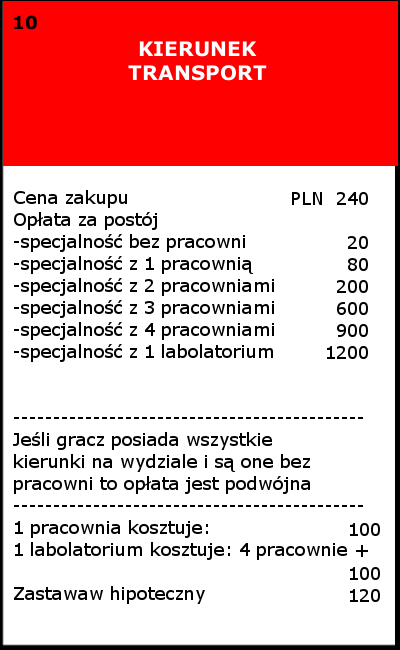 10
KIERUNEK
TRANSPORT
Cena zakupu PLN 240
Opłata za postój
-specjalność bez pracowni 20
-specjalność z 1 pracownią 80
-specjalność z 2 pracowniami 200
-specjalność z 3 pracowniami 600
-specjalność z 4 pracowniami 900
-specjalność z 1 labolatorium 1200
--------------------------------------------
Jeśli gracz posiada wszystkie
kierunki na wydziale i są one bez
pracowni to opłata jest podwójna
--------------------------------------------
1 pracownia kosztuje: 100
1 labolatorium kosztuje: 4 pracownie +
100
Zastawaw hipoteczny 120